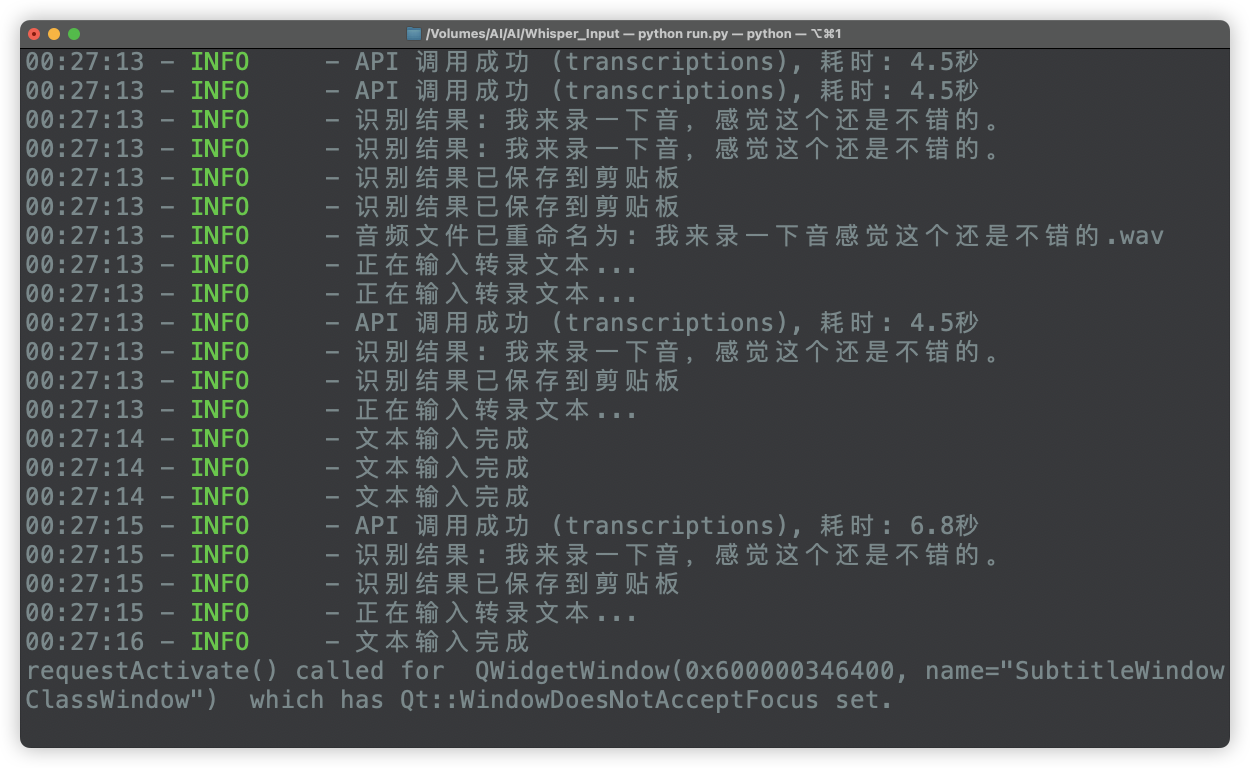 /Volumes/AI/AI/Whisper_Input — python run.py — python — ⌥⌘1
00:27:13 – INFO     – API 调用成功 (transcriptions), 耗时: 4.5秒
00:27:13 – INFO     – API 调用成功 (transcriptions), 耗时: 4.5秒
00:27:13 – INFO     – 识别结果: 我来录一下音, 感觉这个还是不错的。
00:27:13 – INFO     – 识别结果: 我来录一下音, 感觉这个还是不错的。
00:27:13 – INFO     – 识别结果已保存到剪贴板
00:27:13 – INFO     – 识别结果已保存到剪贴板
00:27:13 – INFO     – 音频文件已重命名为: 我来录一下音感觉这个还是不错的.wav
00:27:13 – INFO     – 正在输入转录文本...
00:27:13 – INFO     – 正在输入转录文本...
00:27:13 – INFO     – API 调用成功 (transcriptions), 耗时: 4.5秒
00:27:13 – INFO     – 识别结果: 我来录一下音, 感觉这个还是不错的。
00:27:13 – INFO     – 识别结果已保存到剪贴板
00:27:13 – INFO     – 正在输入转录文本...
00:27:14 – INFO     – 文本输入完成
00:27:14 – INFO     – 文本输入完成
00:27:14 – INFO     – 文本输入完成
00:27:15 – INFO     – API 调用成功 (transcriptions), 耗时: 6.8秒
00:27:15 – INFO     – 识别结果: 我来录一下音, 感觉这个还是不错的。
00:27:15 – INFO     – 识别结果已保存到剪贴板
00:27:15 – INFO     – 正在输入转录文本...
00:27:16 – INFO     – 文本输入完成
requestActivate() called for  QWidgetWindow(0x600000346400, name="SubtitleWindow
ClassWindow")  which has Qt::WindowDoesNotAcceptFocus set.